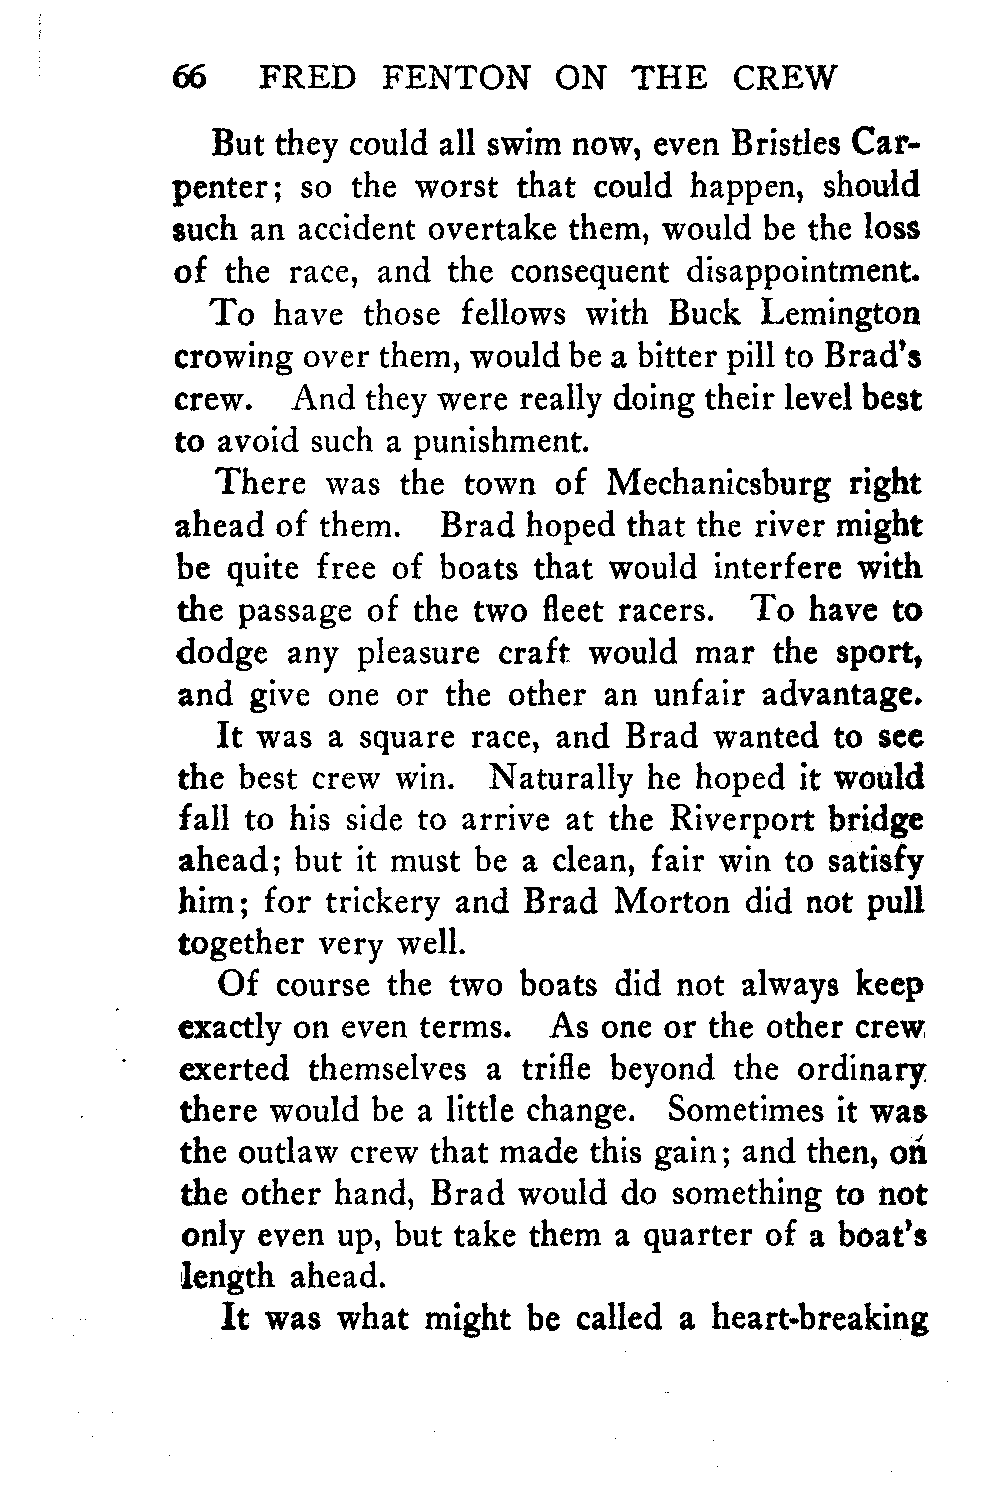 66 FRED FENTON ON THE CREW
But they could all swim now, even Bristles Car-
penter; so the worst that could happen, should
such an accident overtake them, would be the loss
of the race, and the consequent disappointment.
To have those fellows with Buck Lemington
crowing over them, would be a bitter pill to Brad's
crew. And they were really doing their level best
to avoid such a punishment.
There was the town of Mechanicsburg right
ahead of them. Brad hoped that the river might
be quite free of boats that would interfere with
the passage of the two fleet racers. To have to
dodge any pleasure craft would mar the sport,
and give one or the other an unfair advantage.
It was a square race, and Brad wanted to see
the best crew win. Naturally he hoped it would
fall to his side to arrive at the Riverport bridge
ahead; but it must be a clean, fair win to satisfy
him; for trickery and Brad Morton did not pull
together very well.
Of course the two boats did not always keep
exactly on even terms. As one or the other crew
exerted themselves a trifle beyond the ordinary
there would be a little change. Sometimes it was
the outlaw crew that made this gain; and then, on
the other hand, Brad would do something to not
only even up, but take them a quarter of a boat's
length ahead.
It was what might be called a heart-breaking